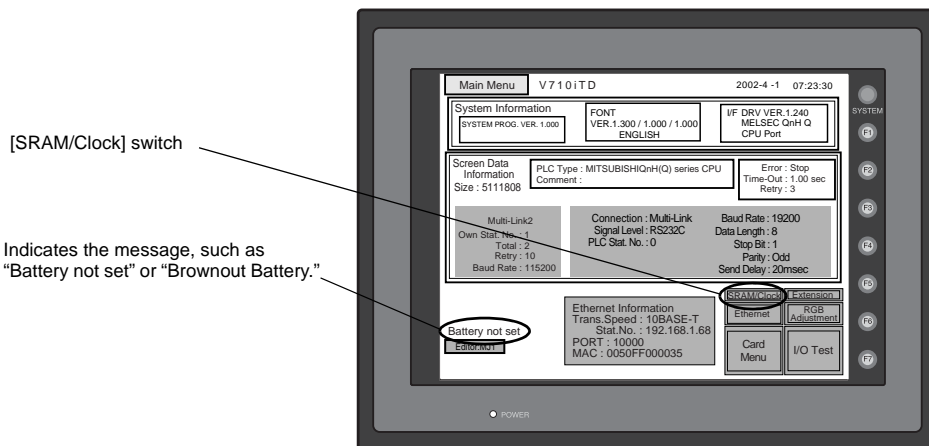 [SRAM/Clock] switch
Indicates the message, such as
“Battery not set” or “Brownout Battery.”
Main Menu V710iTD 2002-4 -1 07:23:30
System Information
SYSTEM PROG. VER. 1.000
FONT
VER.1.300 / 1.000 / 1.000
ENGLISH
I/F DRV VER.1.240
MELSEC QnH Q
CPU Port
Screen Data
Information
Size : 5111808
PLC Type : MITSUBISHIQnH(Q) series CPU
Comment :
Error : Stop
Time-Out : 1.00 sec
Retry : 3
Multi-Link2
Own Stat. No. : 1
Total : 2
Retry : 10
Baud Rate : 115200
Connection : Multi-Link
Signal Level : RS232C
PLC Stat. No. : 0
Baud Rate : 19200
Data Length : 8
Stop Bit : 1
Parity : Odd
Send Delay : 20msec
Battery not set
Editor:MJ1
Ethernet Information
Trans.Speed : 10BASE-T
Stat.No. : 192.168.1.68
PORT : 10000
MAC : 0050FF000035
SRAM/Clock
Extension
Ethernet
RGB
Adjustment
Card
Menu
I/O Test
SYSTEM
F1
F2
F3
F4
F5
F6
F7
POWER